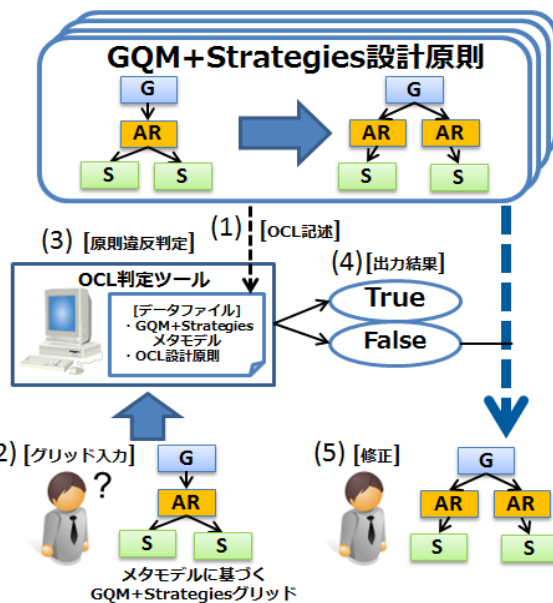 GQM+Strategies設計原則
G
G
AR
AR
AR
S
S
S
S
(1)
[OCL記述]
(3) [原則違反判定]
(4) [出力結果]
OCL判定ツール
[データファイル]
・GQM+Strategies
メタモデル
・OCL設計原則
True
False
2) [グリッド入力]
?
G
AR
S
S
メタモデルに基づく
GQM+Strategiesグリッド
(5) [修正]
G
AR
AR
S
S